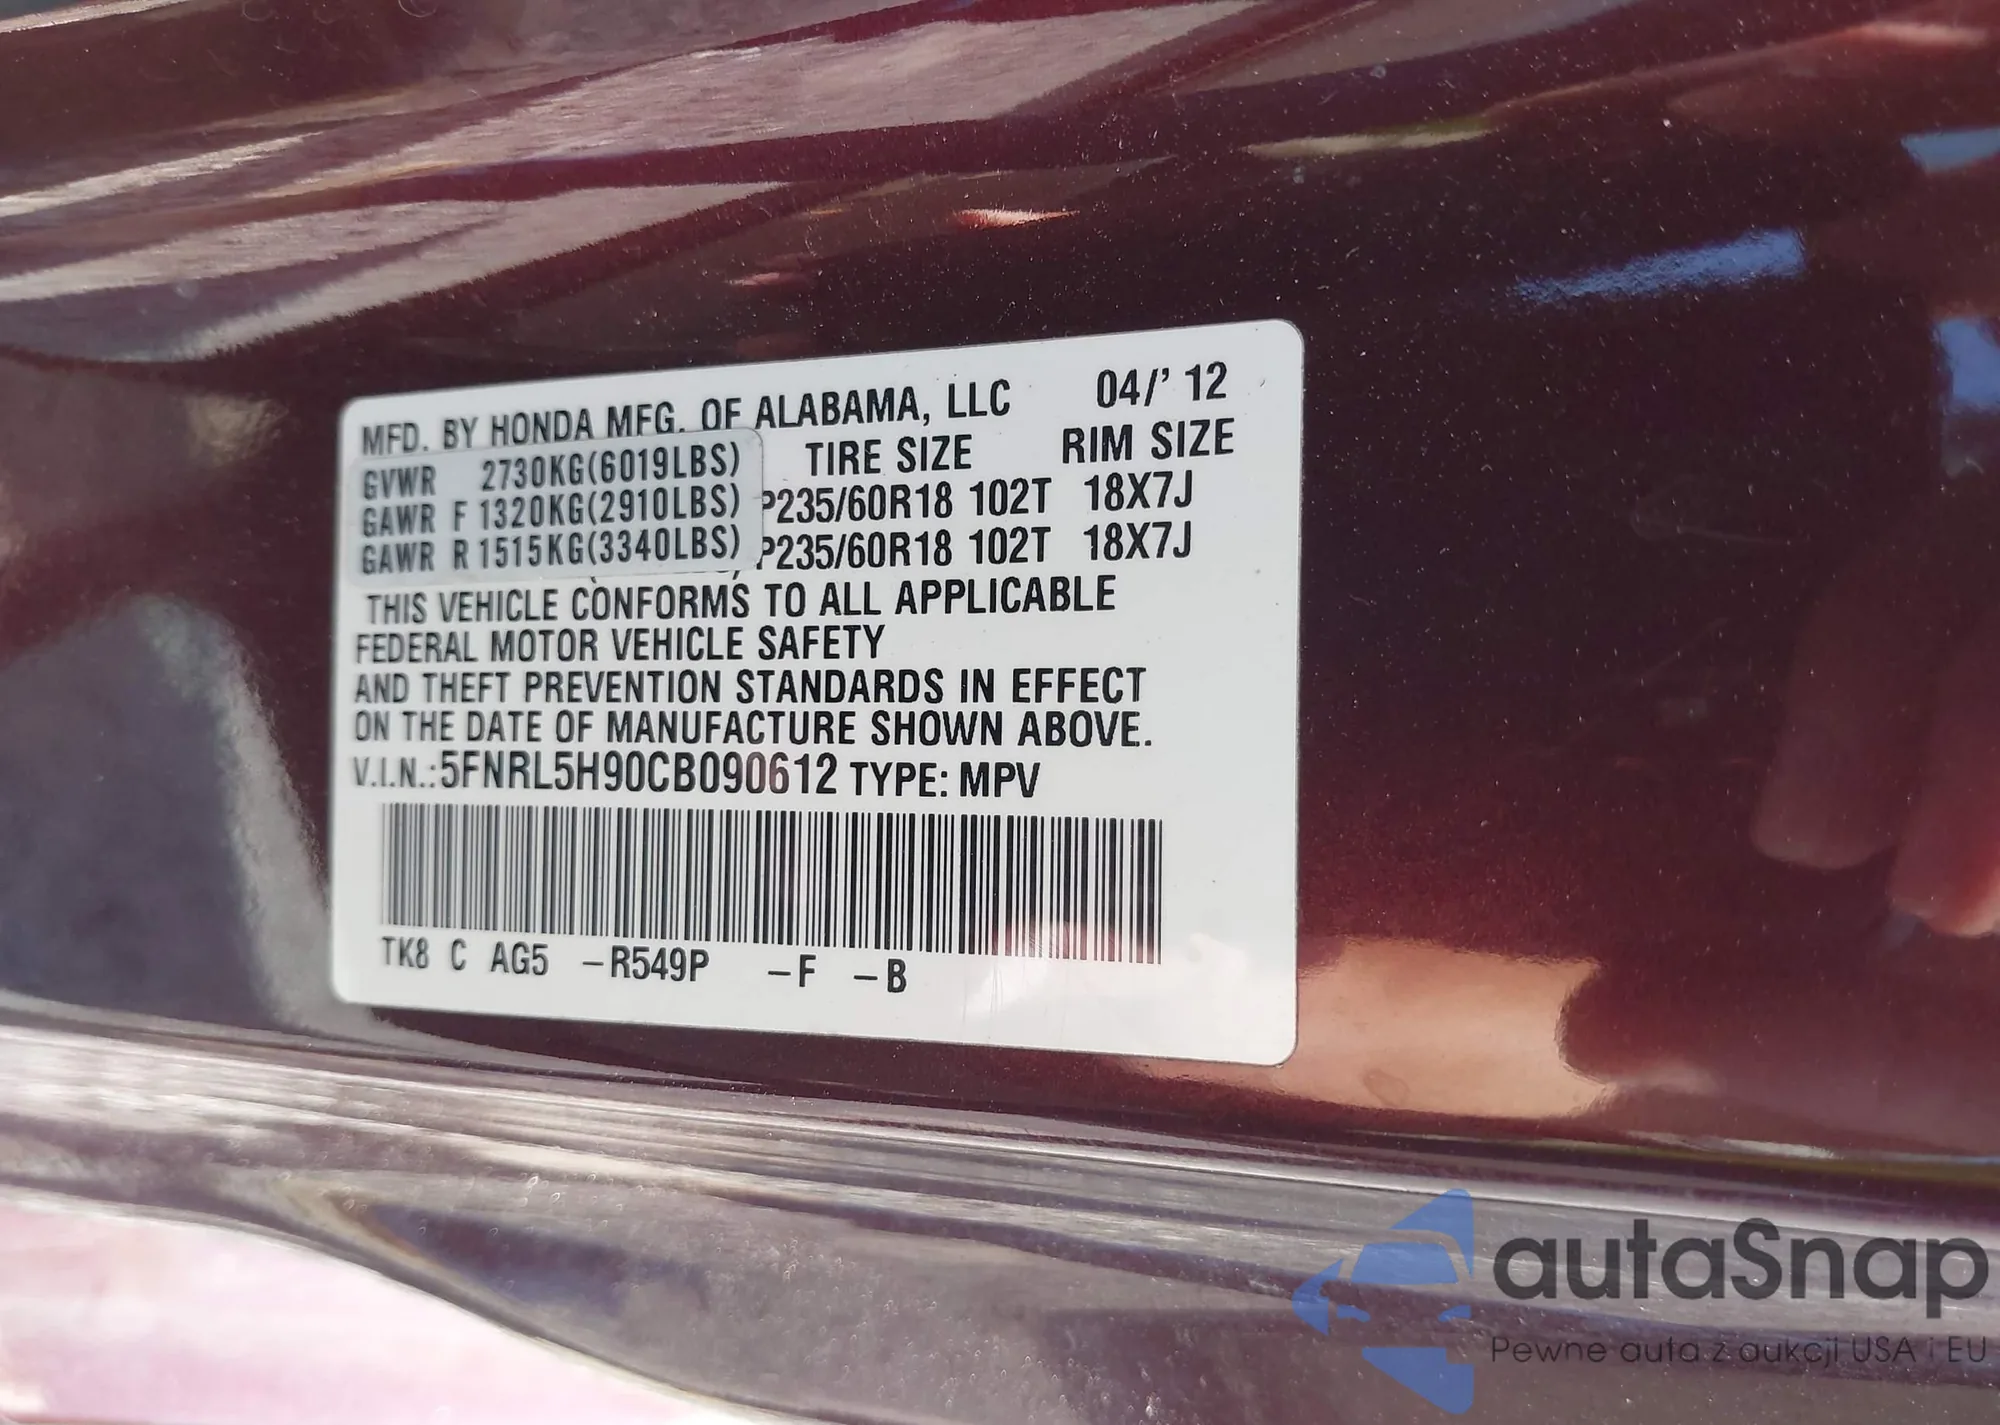 MFD. BY HONDA MFG. OF ALABAMA, LLC 04/' 12
TIRE SIZE RIM SIZE
GVWR 2730KG(6019LBS)
GAWR F 1320KG(2910LBS) P235/60R18 102T 18X7J
GAWR R 1515KG(3340LBS) P235/60R18 102T 18X7J
THIS VEHICLE CONFORMS TO ALL APPLICABLE
FEDERAL MOTOR VEHICLE SAFETY
AND THEFT PREVENTION STANDARDS IN EFFECT
ON THE DATE OF MANUFACTURE SHOWN ABOVE.
V.I.N.:5FNRL5H90CB090612 TYPE: MPV
TK8 C AG5 –R549P –F –B
autaSnap
Pewne auta z aukcji USA i EU